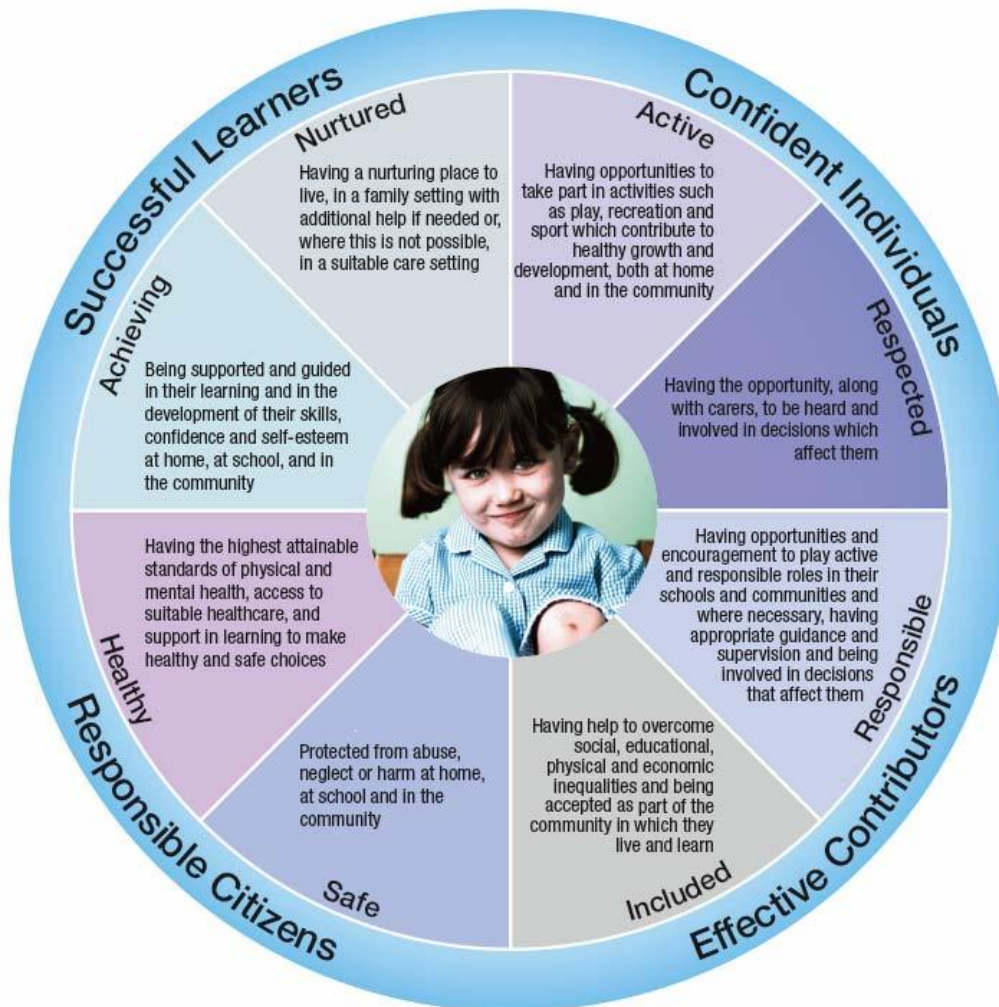 Successful Learners
Confident Individuals
Nurtured
Having a nurturing place to
live, in a family setting with
additional help if needed or,
where this is not possible,
in a suitable care setting
Active
Having opportunities to
take part in activities such
as play, recreation and
sport which contribute to
healthy growth and
development, both at home
and in the community
Achieving
Being supported and guided
in their learning and in the
development of their skills,
confidence and self-esteem
at home, at school, and in
the community
Respected
Having the opportunity, along
with carers, to be heard and
involved in decisions which
affect them
Healthy
Having the highest attainable
standards of physical and
mental health, access to
suitable healthcare, and
support in learning to make
healthy and safe choices
Responsible
Having opportunities and
encouragement to play active
and responsible roles in their
schools and communities and
where necessary, having
appropriate guidance and
supervision and being
involved in decisions
that affect them
Safe
Protected from abuse,
neglect or harm at home,
at school and in the
community
Included
Having help to overcome
social, educational,
physical and economic
inequalities and being
accepted as part of the
community in which they
live and learn
Responsible Citizens
Effective Contributors